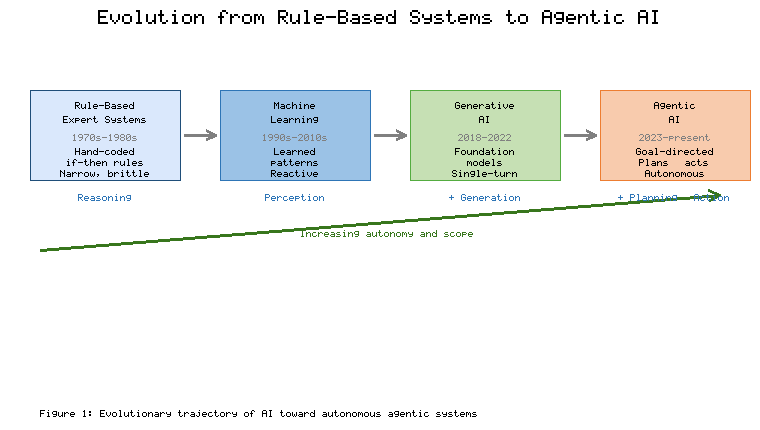 Evolution from Rule-Based Systems to Agentic AI
Rule-Based
Expert Systems
1970s-1980s
Hand-coded
if-then rules
Narrow, brittle
Reasoning
Machine
Learning
1990s-2010s
Learned
patterns
Reactive
Perception
Generative
AI
2018-2022
Foundation
models
Single-turn
+ Generation
Agentic
AI
2023-present
Goal-directed
Plans acts
Autonomous
+ Planning Action
Increasing autonomy and scope
Figure 1: Evolutionary trajectory of AI toward autonomous agentic systems